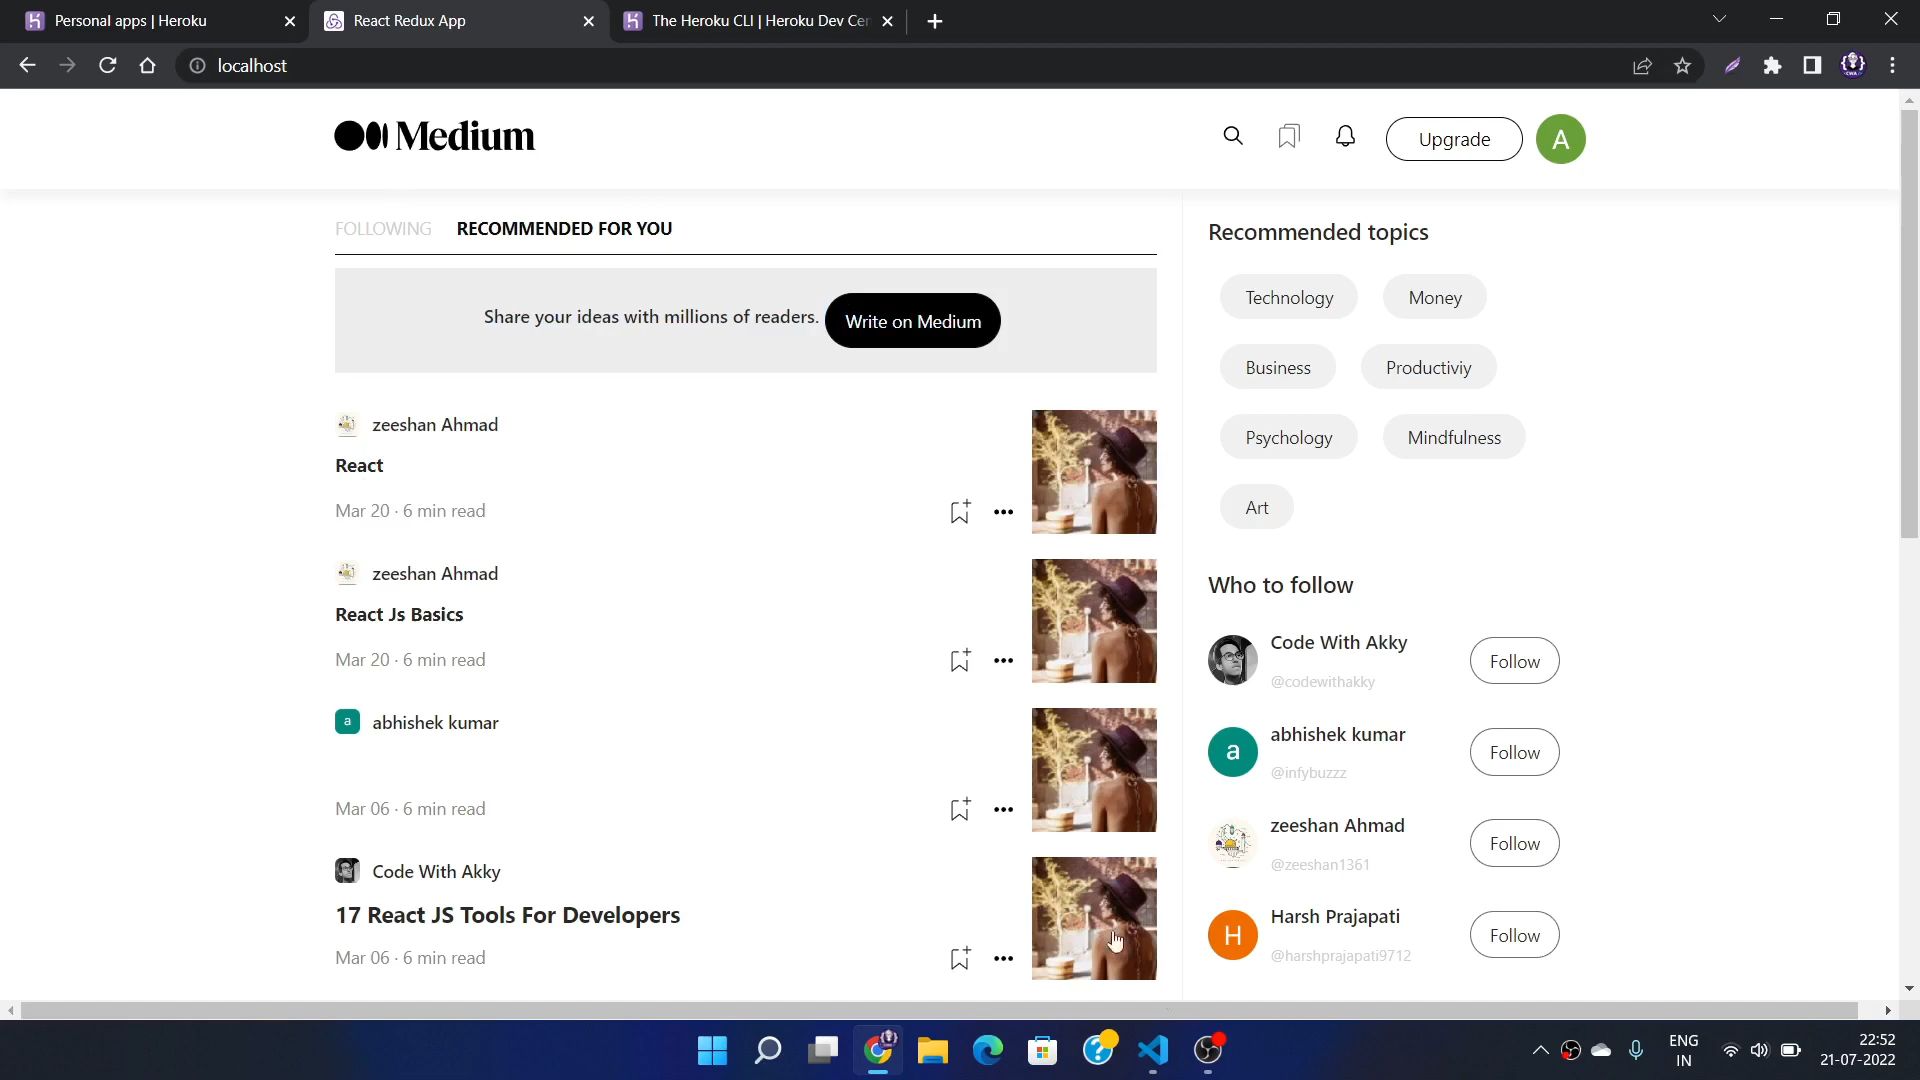 Personal apps | Heroku
React Redux App
The Heroku CLI | Heroku Dev Cen
localhost
Medium
Upgrade
A
FOLLOWING
RECOMMENDED FOR YOU
Share your ideas with millions of readers.
Write on Medium
zeeshan Ahmad
React
Mar 20 · 6 min read
zeeshan Ahmad
React Js Basics
Mar 20 · 6 min read
a
abhishek kumar
Mar 06 · 6 min read
Code With Akky
17 React JS Tools For Developers
Mar 06 · 6 min read
Recommended topics
Technology
Money
Business
Productiviy
Psychology
Mindfulness
Art
Who to follow
Code With Akky
@codewithakky
Follow
a
abhishek kumar
@infybuzzz
Follow
zeeshan Ahmad
@zeeshan1361
Follow
H
Harsh Prajapati
@harshprajapati9712
Follow
ENG
IN
22:52
21-07-2022